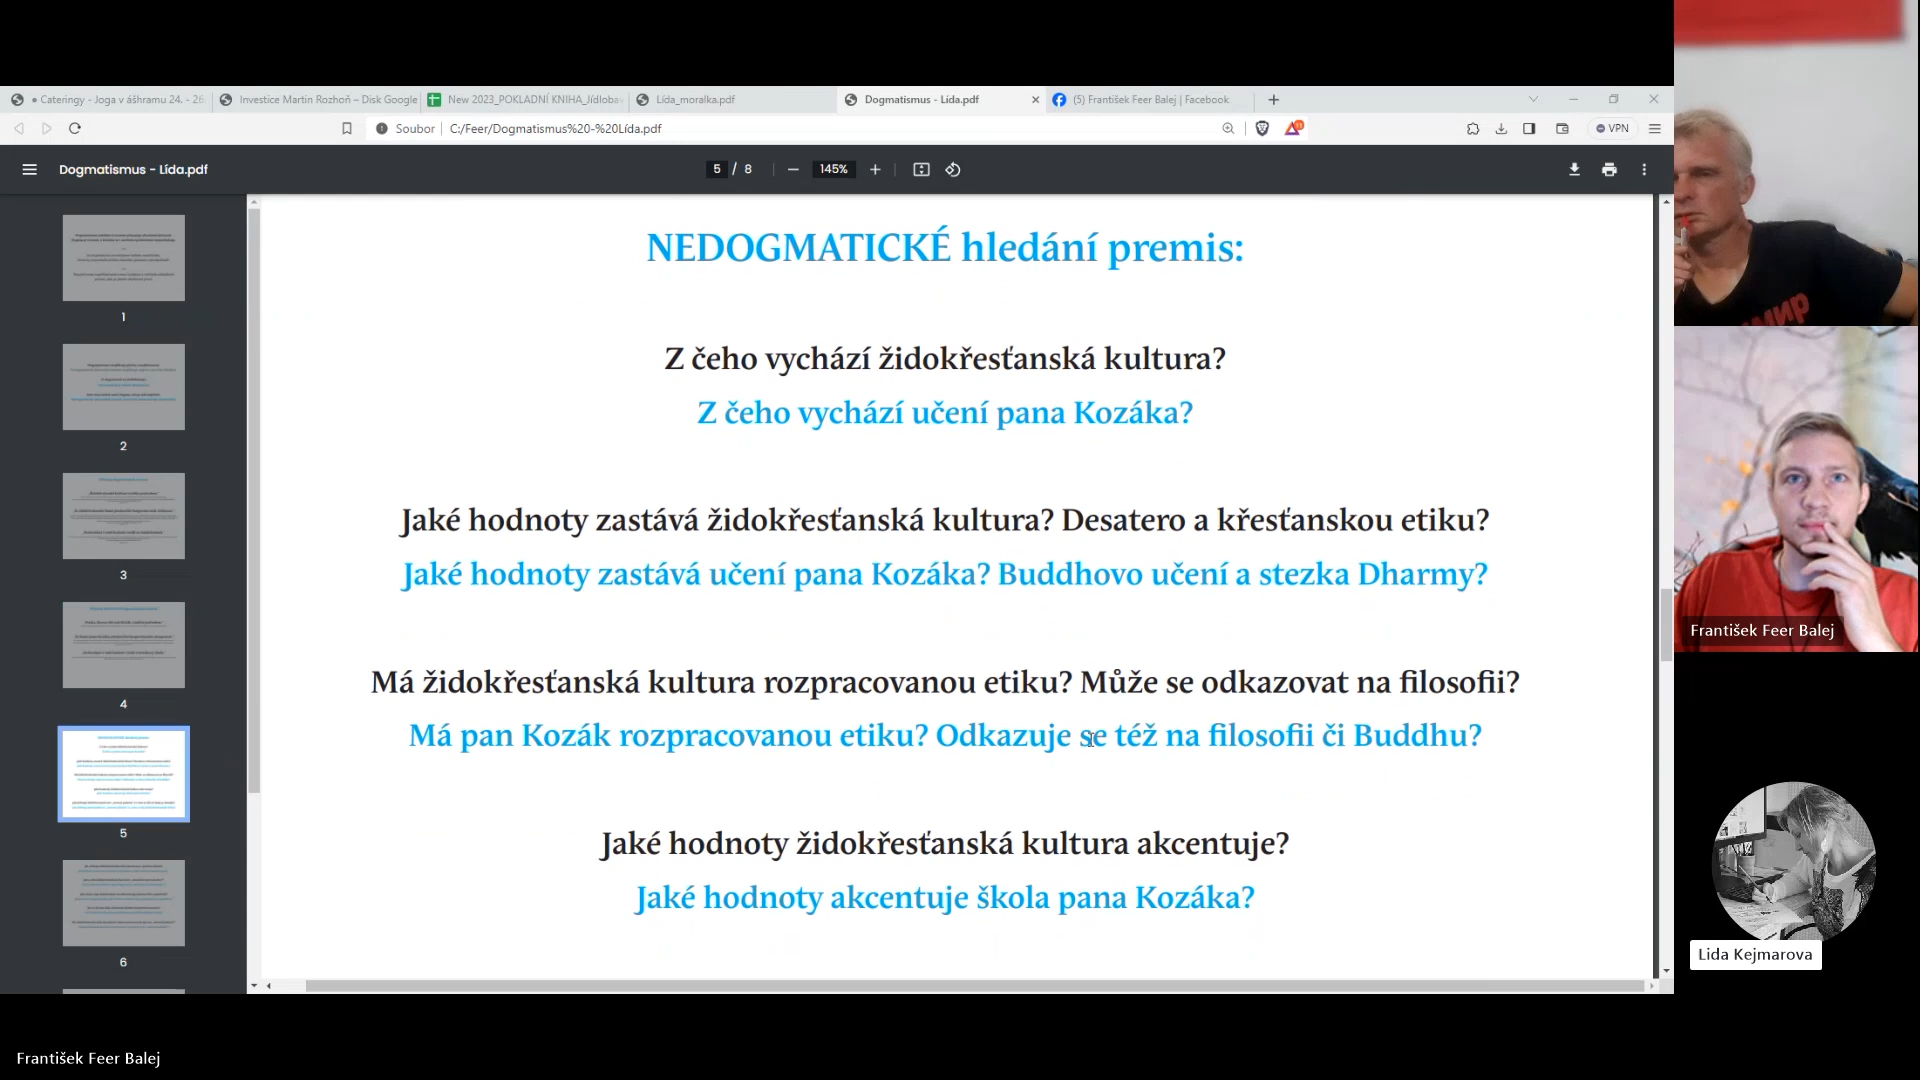 Cateringy - Joga v ášhramu 24. - 26.
Investice Martin Rozhoň – Disk Google
New 2023_POKLADNÍ KNIHA_Jídloba
Lída_moralka.pdf
Dogmatismus - Lída.pdf
(5) František Feer Balej | Facebook
Soubor
C:/Feer/Dogmatismus%20-%20Lída.pdf
VPN
Dogmatismus - Lída.pdf
5 / 8
145%
NEDOGMATICKÉ hledání premis:
Z čeho vychází židokřesťanská kultura?
Z čeho vychází učení pana Kozáka?
Jaké hodnoty zastává židokřesťanská kultura? Desatero a křesťanskou etiku?
Jaké hodnoty zastává učení pana Kozáka? Buddhovo učení a stezka Dharmy?
Má židokřesťanská kultura rozpracovanou etiku? Může se odkazovat na filosofii?
Má pan Kozák rozpracovanou etiku? Odkazuje se též na filosofii či Buddhu?
Jaké hodnoty židokřesťanská kultura akcentuje?
Jaké hodnoty akcentuje škola pana Kozáka?
1
2
3
4
5
6
František Feer Balej
Lida Kejmarova
František Feer Balej